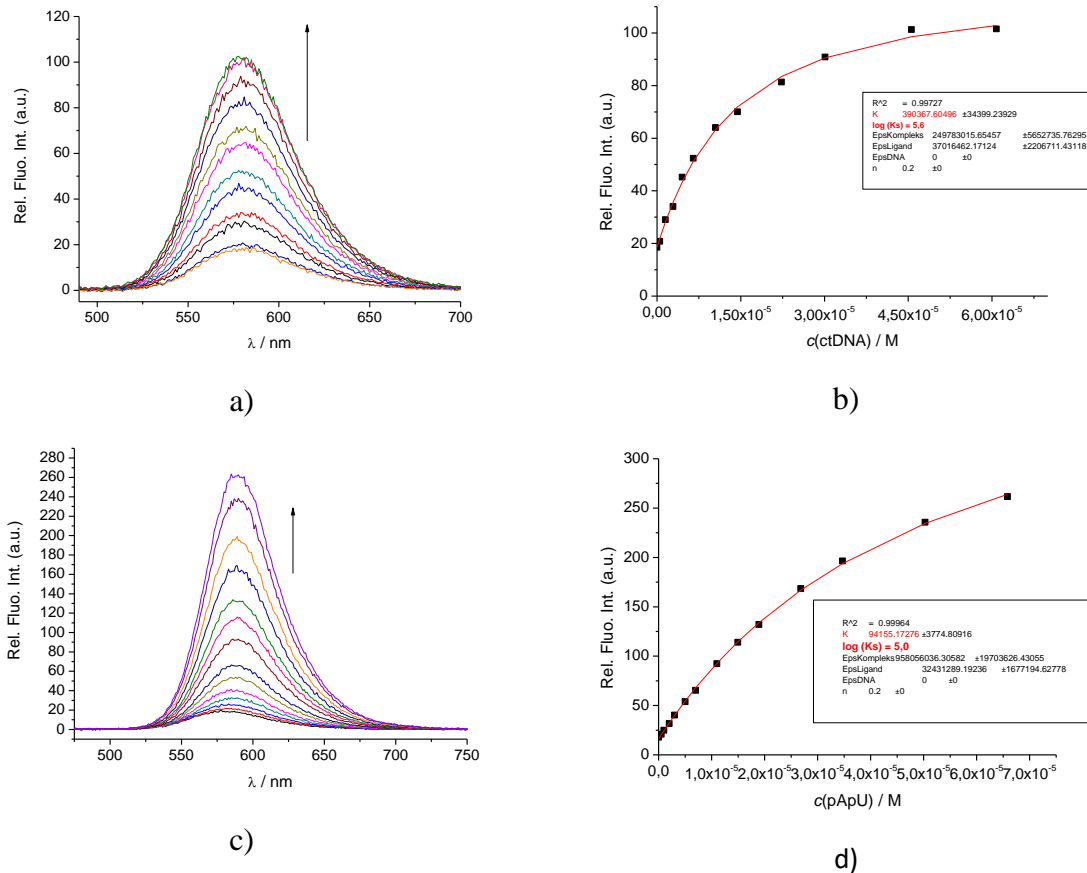 120
100
80
60
40
20
0
Rel. Fluo. Int. (a.u.)
500 550 600 650 700
λ / nm
a)
100
80
60
40
20
0
Rel. Fluo. Int. (a.u.)
R^2 = 0.99727
K 390367.60496 ±34399.23929
log (Ks) = 5,6
EpsKompleks 249783015.65457 ±5652735.76295
EpsLigand 37016462.17124 ±2206711.43118
EpsDNA 0 ±0
n 0.2 ±0
0,00 1,50x10⁻⁵ 3,00x10⁻⁵ 4,50x10⁻⁵ 6,00x10⁻⁵
c(ctDNA) / M
b)
280
260
240
220
200
180
160
140
120
100
80
60
40
20
0
Rel. Fluo. Int. (a.u.)
500 550 600 650 700 750
λ / nm
c)
300
250
200
150
100
50
0
Rel. Fluo. Int. (a.u.)
R^2 = 0.99964
K 94155.17276 ±3774.80916
log (Ks) = 5,0
EpsKompleks958056036.30582 ±19703626.43055
EpsLigand 32431289.19236 ±1677194.62778
EpsDNA 0 ±0
n 0.2 ±0
0,0 1,0x10⁻⁵ 2,0x10⁻⁵ 3,0x10⁻⁵ 4,0x10⁻⁵ 5,0x10⁻⁵ 6,0x10⁻⁵ 7,0x10⁻⁵
c(pApU) / M
d)